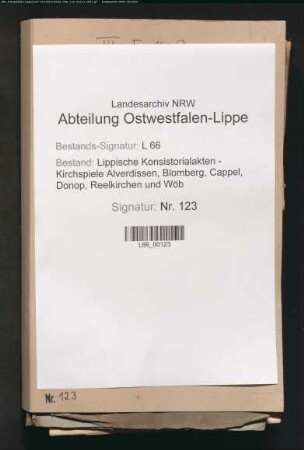 Landesarchiv NRW
Abteilung Ostwestfalen-Lippe
Bestands-Signatur: L 66
Bestand: Lippische Konsistorialakten -
Kirchspiele Alverdissen, Blomberg, Cappel,
Donop, Reelkirchen und Wöb
Signatur: Nr. 123
L66_00123
Nr. 123